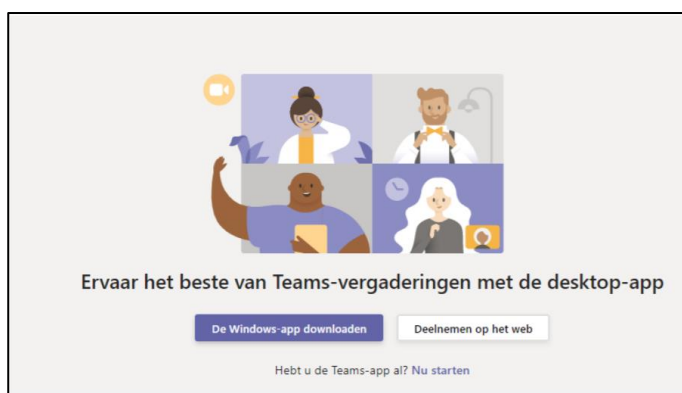 Ervaar het beste van Teams-vergaderingen met de desktop-app
De Windows-app downloaden
Deelnemen op het web
Hebt u de Teams-app al? Nu starten